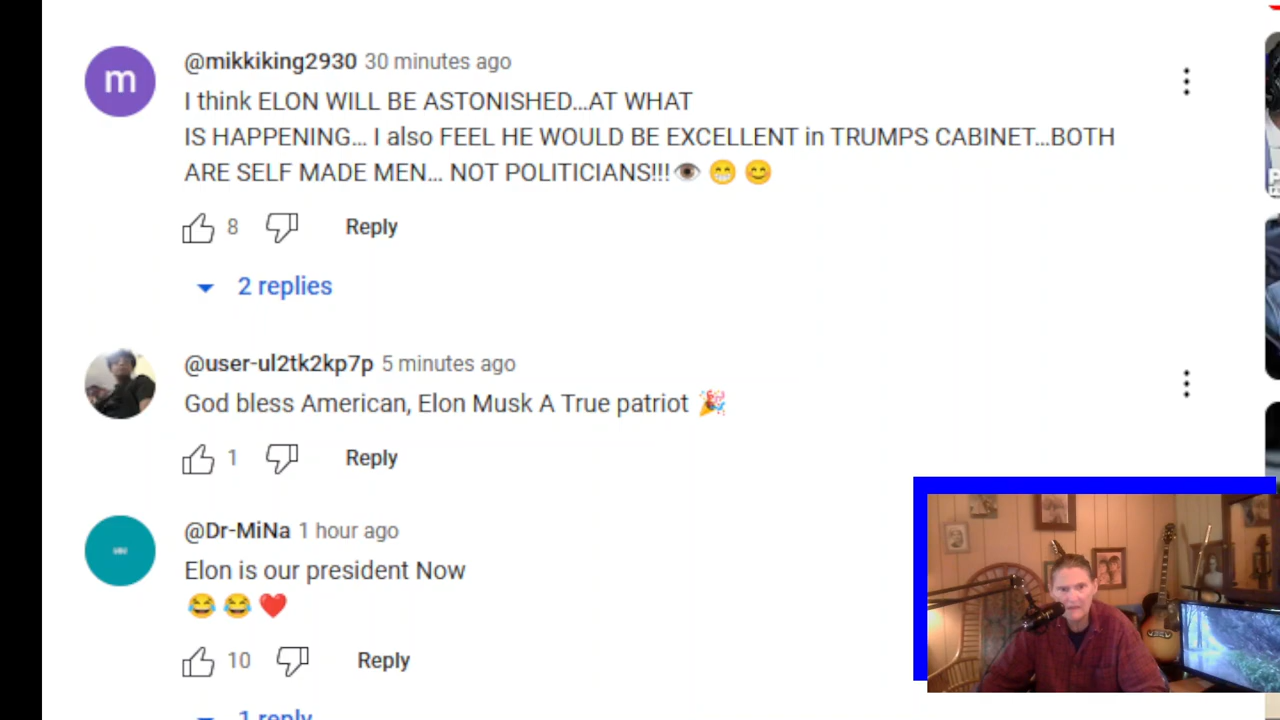 m
@mikkiking2930 30 minutes ago
I think ELON WILL BE ASTONISHED...AT WHAT
IS HAPPENING... I also FEEL HE WOULD BE EXCELLENT in TRUMPS CABINET...BOTH
ARE SELF MADE MEN... NOT POLITICIANS!!!👁️ 😁 😊
8 Reply
2 replies
@user-ul2tk2kp7p 5 minutes ago
God bless American, Elon Musk A True patriot 🎉
1 Reply
@Dr-MiNa 1 hour ago
Elon is our president Now
😂 😂 ❤️
10 Reply
1 reply